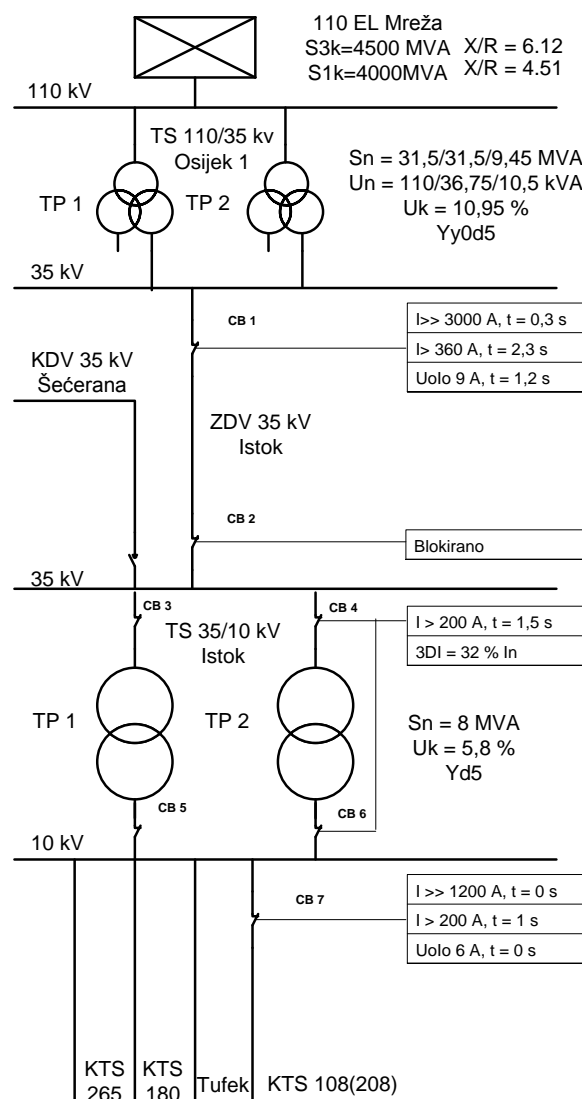 110 EL Mreža
S3k=4500 MVA X/R = 6.12
S1k=4000MVA X/R = 4.51
110 kV
TS 110/35 kv
Osijek 1
TP 1
TP 2
Sn = 31,5/31,5/9,45 MVA
Un = 110/36,75/10,5 kVA
Uk = 10,95 %
Yy0d5
35 kV
CB 1
I>> 3000 A, t = 0,3 s
I> 360 A, t = 2,3 s
Uolo 9 A, t = 1,2 s
KDV 35 kV
Šećerana
ZDV 35 kV
Istok
CB 2
Blokirano
35 kV
CB 3
CB 4
TS 35/10 kV
Istok
I > 200 A, t = 1,5 s
3DI = 32 % In
TP 1
TP 2
Sn = 8 MVA
Uk = 5,8 %
Yd5
CB 5
CB 6
10 kV
CB 7
I >> 1200 A, t = 0 s
I > 200 A, t = 1 s
Uolo 6 A, t = 0 s
KTS
265
KTS
180
Tufek
KTS 108(208)